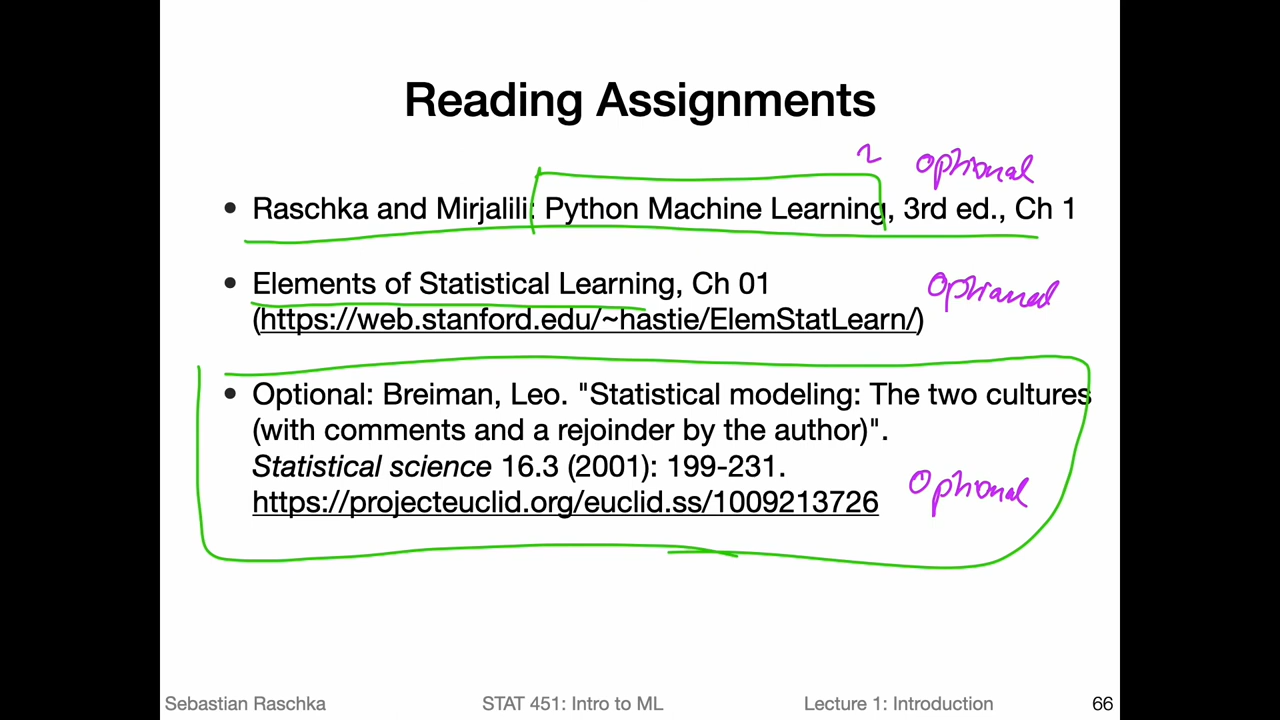 Reading Assignments
Optional
• Raschka and Mirjalili: Python Machine Learning, 3rd ed., Ch 1
• Elements of Statistical Learning, Ch 01
Optional
(https://web.stanford.edu/~hastie/ElemStatLearn/)
• Optional: Breiman, Leo. "Statistical modeling: The two cultures
(with comments and a rejoinder by the author)".
Statistical science 16.3 (2001): 199-231.
Optional
https://projecteuclid.org/euclid.ss/1009213726
Sebastian Raschka STAT 451: Intro to ML Lecture 1: Introduction 66